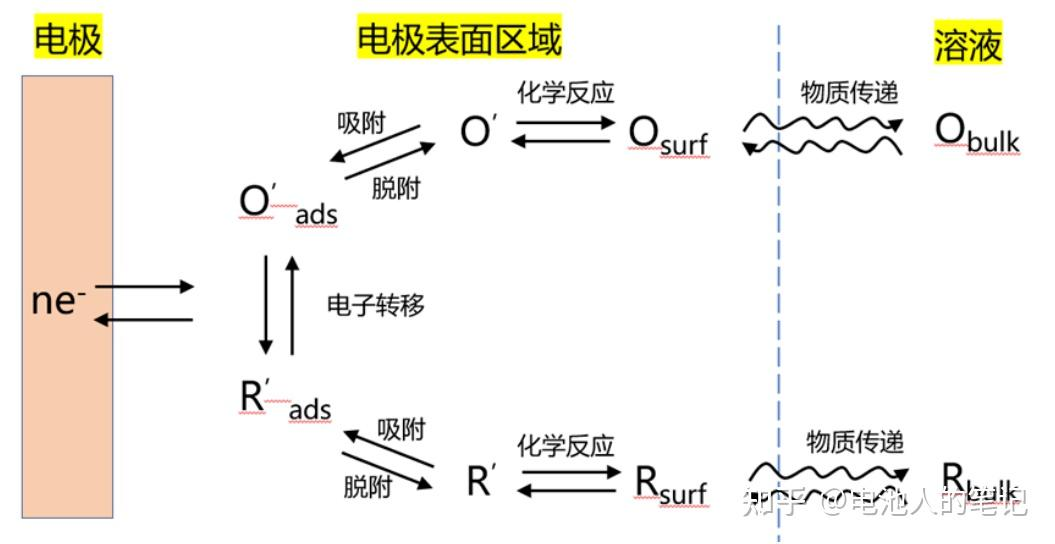 电极
电极表面区域
溶液
化学反应
物质传递
吸附
O′
Osurf
Obulk
脱附
O′ads
ne-
电子转移
R′ads
吸附
化学反应
物质传递
脱附
R′
Rsurf
Rbulk
知乎 @电池人的笔记